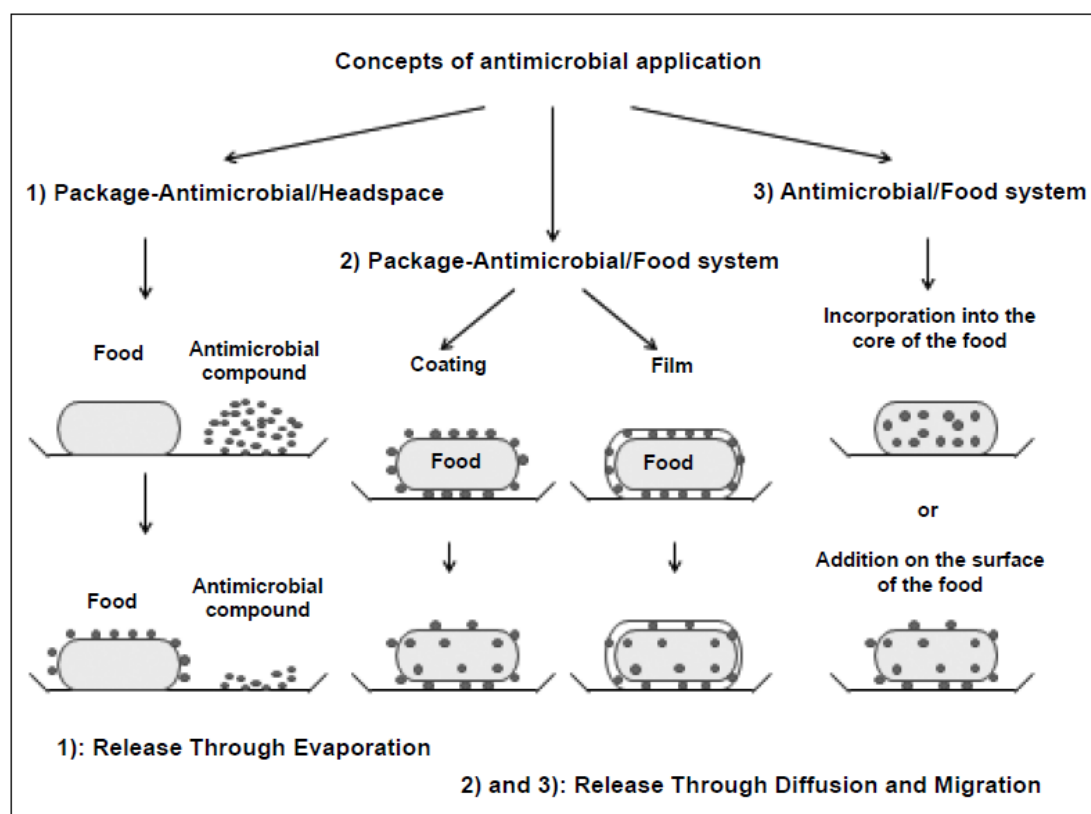 Concepts of antimicrobial application
1) Package-Antimicrobial/Headspace
3) Antimicrobial/Food system
2) Package-Antimicrobial/Food system
Food
Antimicrobial
compound
Coating
Film
Incorporation into the
core of the food
Food
Food
or
Addition on the surface
of the food
Food
Antimicrobial
compound
1): Release Through Evaporation
2) and 3): Release Through Diffusion and Migration